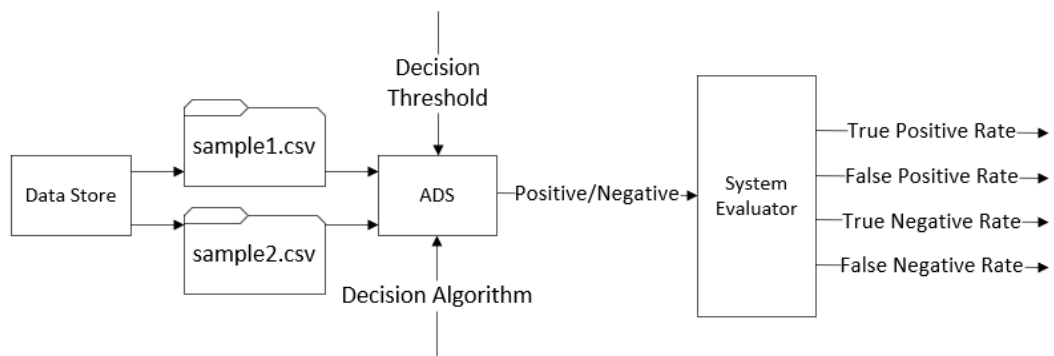 Decision
Threshold
sample1.csv
Data Store
ADS
Positive/Negative
System
Evaluator
True Positive Rate
False Positive Rate
True Negative Rate
False Negative Rate
sample2.csv
Decision Algorithm